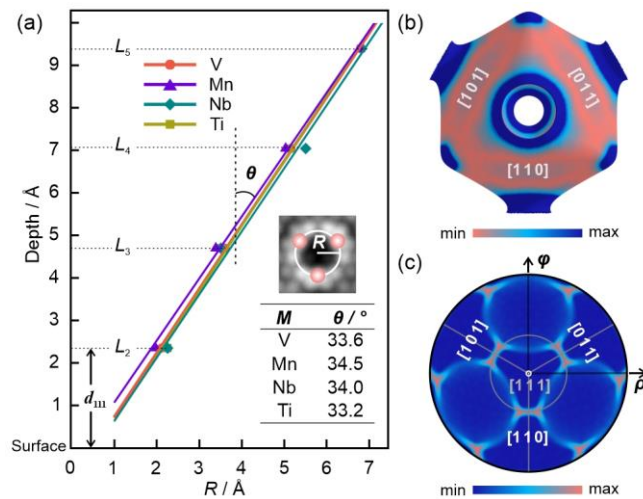 (a)
Depth / Å
9
8
7
6
5
4
3
2
1
Surface
L5
L4
L3
L2
V
Mn
Nb
Ti
θ
R
M θ / °
V 33.6
Mn 34.5
Nb 34.0
Ti 33.2
d111
0 1 2 3 4 5 6 7
R / Å
(b)
[101]
[011]
[110]
min max
(c)
φ
ρ
[101]
[011]
[111]
[110]
min max